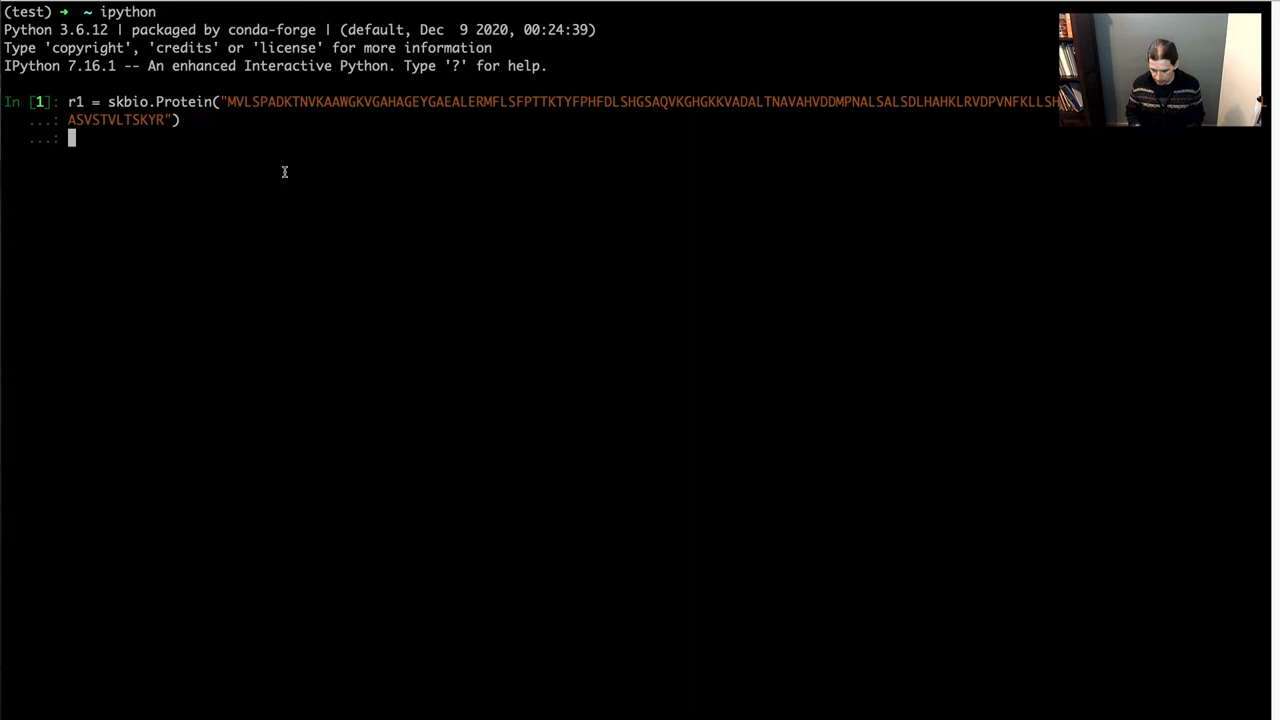 (test) ➜  ~ ipython
Python 3.6.12 | packaged by conda-forge | (default, Dec  9 2020, 00:24:39)
Type 'copyright', 'credits' or 'license' for more information
IPython 7.16.1 -- An enhanced Interactive Python. Type '?' for help.
In [1]: r1 = skbio.Protein("MVLSPADKTNVKAAWGKVGAHAGEYGAEALERMFLSFPTTKTYFPHFDLSHGSAQVKGHGKKVADALTNAVAHVDDMPNALSALSDLHAHKLRVDPVNFKLLSH
...: ASVSTVLTSKYR")
...: